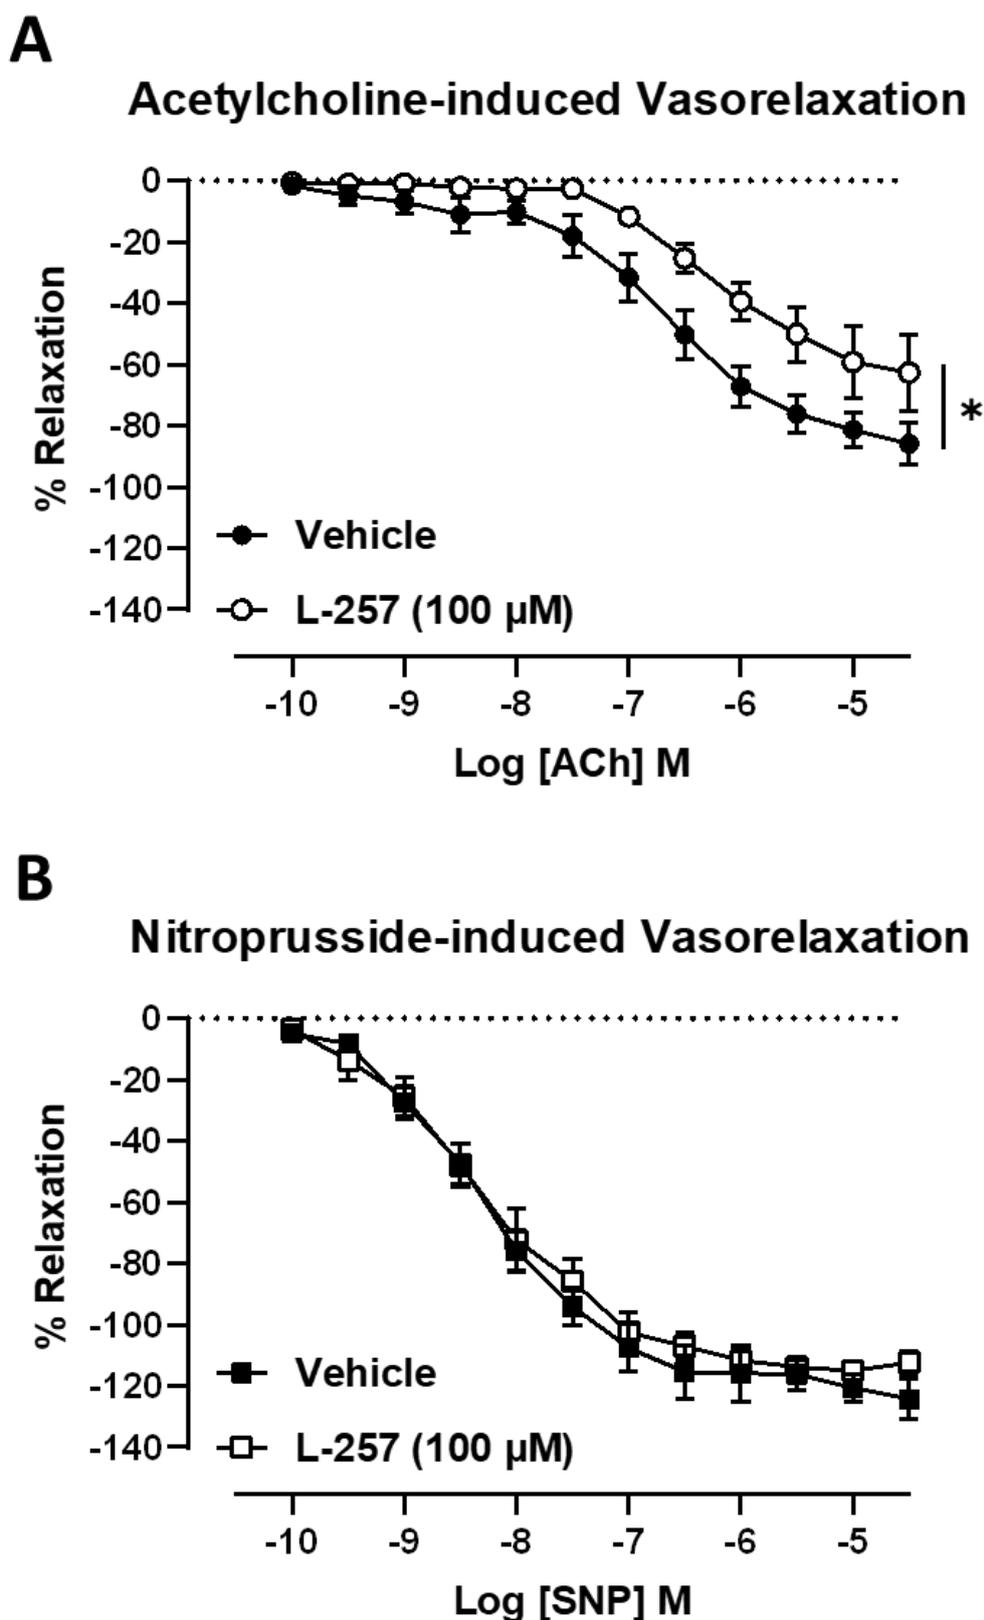 A
Acetylcholine-induced Vasorelaxation
0
-20
-40
-60
-80
-100
-120
-140
% Relaxation
*
Vehicle
L-257 (100 µM)
-10 -9 -8 -7 -6 -5
Log [ACh] M
B
Nitroprusside-induced Vasorelaxation
0
-20
-40
-60
-80
-100
-120
-140
% Relaxation
Vehicle
L-257 (100 µM)
-10 -9 -8 -7 -6 -5
Log [SNP] M